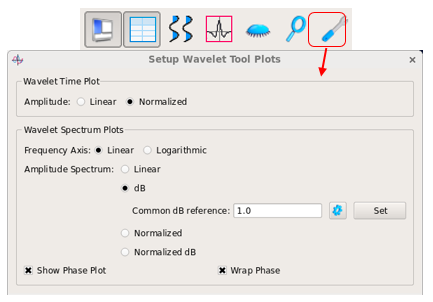 Setup Wavelet Tool Plots
Wavelet Time Plot
Amplitude: Linear Normalized
Wavelet Spectrum Plots
Frequency Axis: Linear Logarithmic
Amplitude Spectrum: Linear
dB
Common dB reference: 1.0 Set
Normalized
Normalized dB
Show Phase Plot Wrap Phase